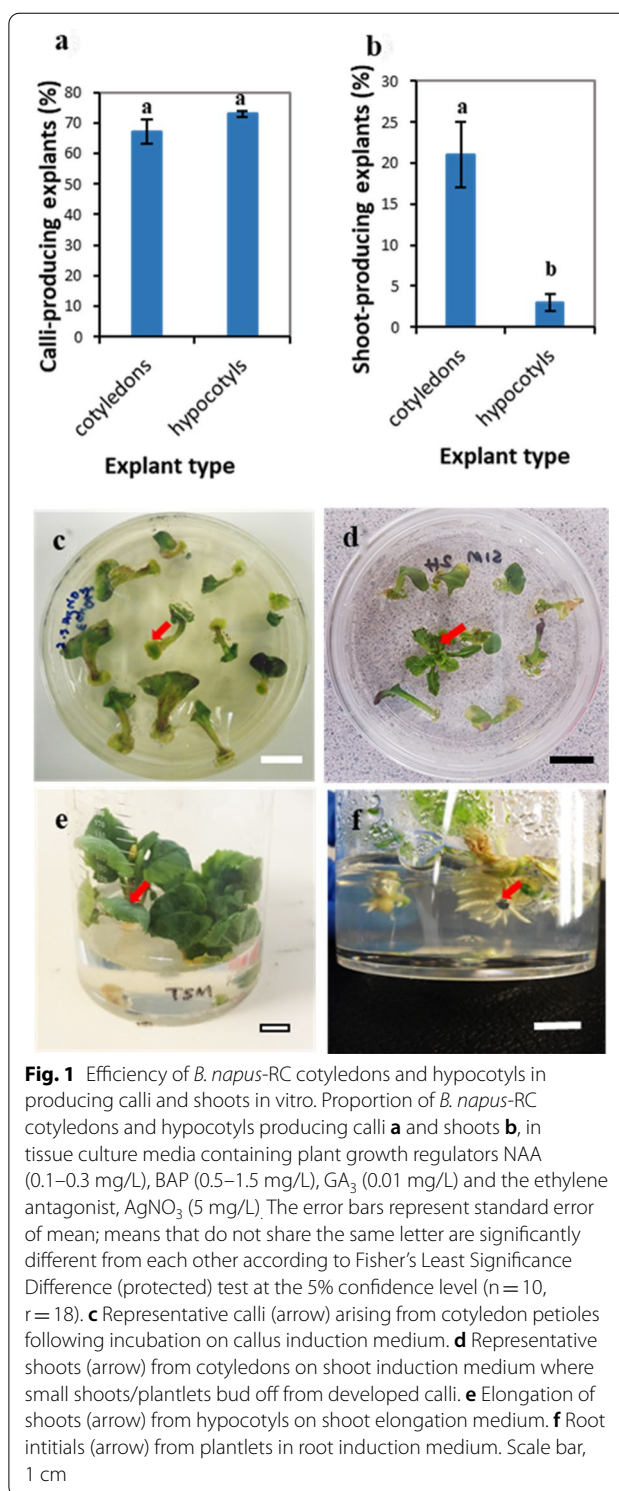 a
Calli-producing explants (%)
80
70
60
50
40
30
20
10
0
a
a
cotyledons
hypocotyls
Explant type
b
Shoot-producing explants (%)
30
25
20
15
10
5
0
a
b
cotyledons
hypocotyls
Explant type
c
d
SIM 2H
e
TSM
f
Fig. 1 Efficiency of B. napus-RC cotyledons and hypocotyls in
producing calli and shoots in vitro. Proportion of B. napus-RC
cotyledons and hypocotyls producing calli a and shoots b, in
tissue culture media containing plant growth regulators NAA
(0.1–0.3 mg/L), BAP (0.5–1.5 mg/L), GA₃ (0.01 mg/L) and the ethylene
antagonist, AgNO₃ (5 mg/L). The error bars represent standard error
of mean; means that do not share the same letter are significantly
different from each other according to Fisher's Least Significance
Difference (protected) test at the 5% confidence level (n = 10,
r = 18). c Representative calli (arrow) arising from cotyledon petioles
following incubation on callus induction medium. d Representative
shoots (arrow) from cotyledons on shoot induction medium where
small shoots/plantlets bud off from developed calli. e Elongation of
shoots (arrow) from hypocotyls on shoot elongation medium. f Root
intitials (arrow) from plantlets in root induction medium. Scale bar,
1 cm